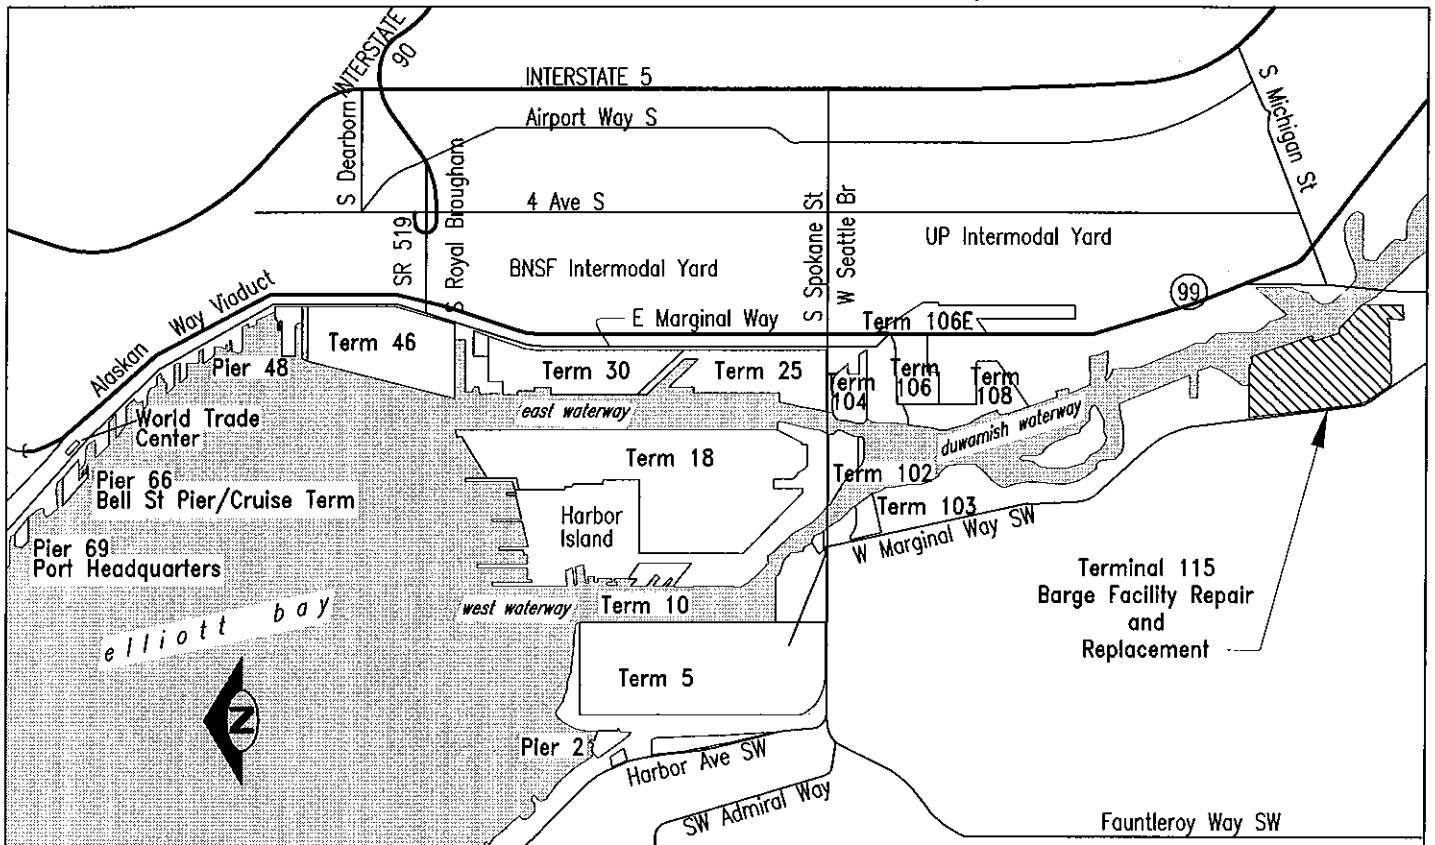 INTERSTATE
90
INTERSTATE 5
Airport Way S
S Dearborn
S Michigan St
4 Ave S
SR 519
S Royal Brougham
S Spokane St
W Seattle Br
UP Intermodal Yard
BNSF Intermodal Yard
99
Alaskan Way Viaduct
E Marginal Way
Term 106E
Term 46
Pier 48
Term 30
Term 25
Term
104
Term
106
Term
108
east waterway
World Trade
Center
duwamish waterway
Term 18
Term 102
Pier 66
Bell St Pier/Cruise Term
Term 103
Harbor
Island
W Marginal Way SW
Pier 69
Port Headquarters
Terminal 115
Barge Facility Repair
and
Replacement
west waterway
Term 10
elliott bay
Term 5
N
Pier 2
Harbor Ave SW
SW Admiral Way
Fauntleroy Way SW